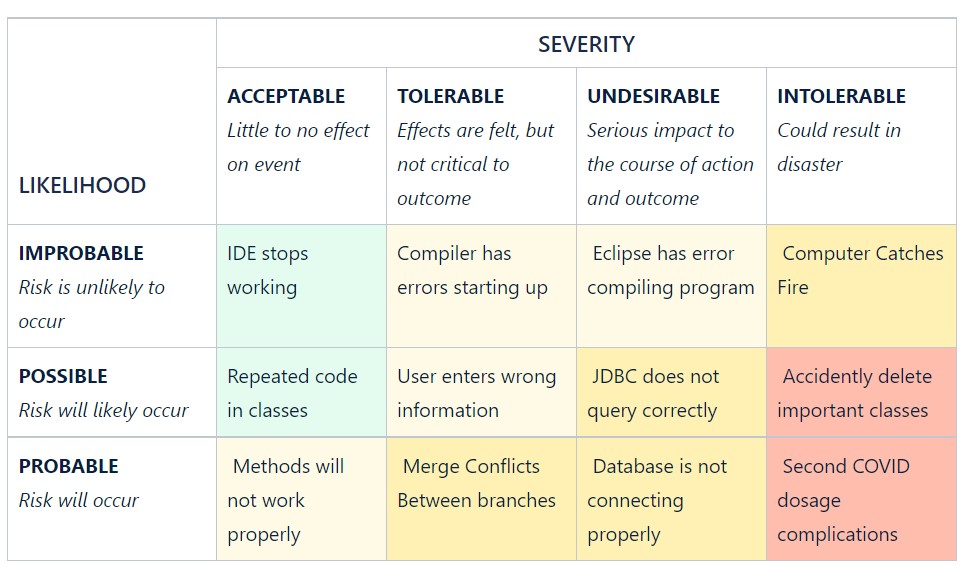 SEVERITY
LIKELIHOOD
ACCEPTABLE
Little to no effect
on event
TOLERABLE
Effects are felt, but
not critical to
outcome
UNDESIRABLE
Serious impact to
the course of action
and outcome
INTOLERABLE
Could result in
disaster
IMPROBABLE
Risk is unlikely to
occur
IDE stops
working
Compiler has
errors starting up
Eclipse has error
compiling program
Computer Catches
Fire
POSSIBLE
Risk will likely occur
Repeated code
in classes
User enters wrong
information
JDBC does not
query correctly
Accidently delete
important classes
PROBABLE
Risk will occur
Methods will
not work
properly
Merge Conflicts
Between branches
Database is not
connecting
properly
Second COVID
dosage
complications